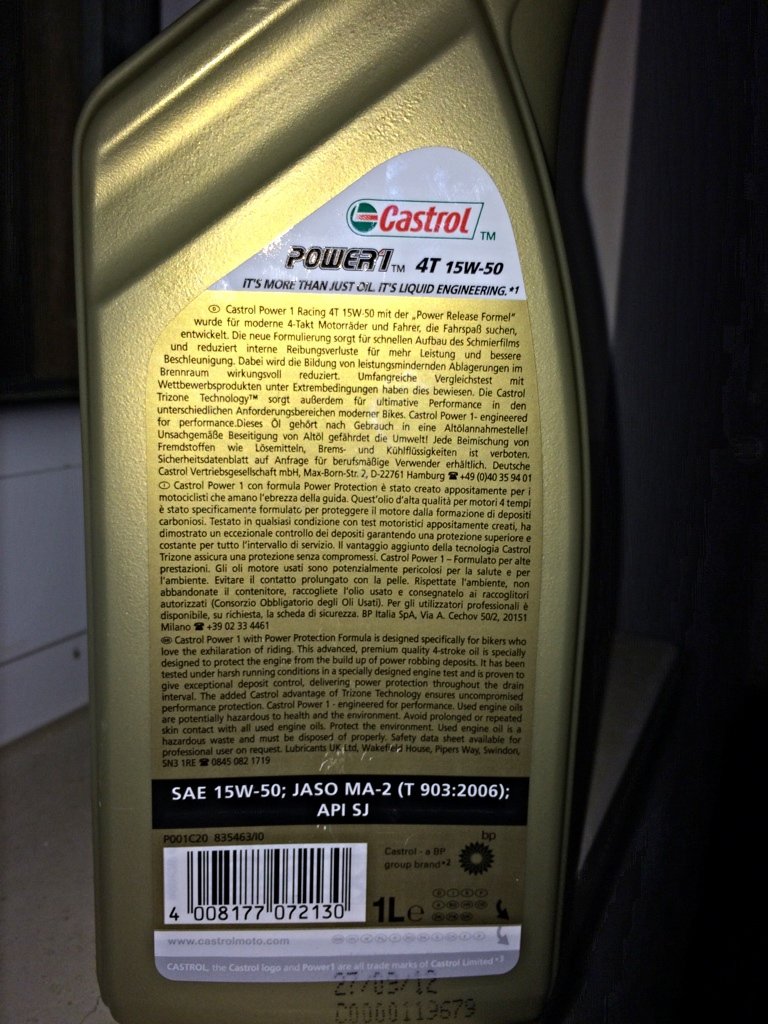 Castrol TM
POWER1 TM 4T 15W-50
IT'S MORE THAN JUST OIL. IT'S LIQUID ENGINEERING.*1
D Castrol Power 1 Racing 4T 15W-50 mit der „Power Release Formel"
wurde für moderne 4-Takt Motorräder und Fahrer, die Fahrspaß suchen,
entwickelt. Die neue Formulierung sorgt für schnellen Aufbau des Schmierfilms
und reduziert interne Reibungsverluste für mehr Leistung und bessere
Beschleunigung. Dabei wird die Bildung von leistungsmindernden Ablagerungen im
Brennraum wirkungsvoll reduziert. Umfangreiche Vergleichstest mit
Wettbewerbsprodukten unter Extrembedingungen haben dies bewiesen. Die Castrol
Trizone Technology™ sorgt außerdem für ultimative Performance in den
unterschiedlichen Anforderungsbereichen moderner Bikes. Castrol Power 1- engineered
for performance.Dieses Öl gehört nach Gebrauch in eine Altölannahmestelle!
Unsachgemäße Beseitigung von Altöl gefährdet die Umwelt! Jede Beimischung von
Fremdstoffen wie Lösemitteln, Brems- und Kühlflüssigkeiten ist verboten.
Sicherheitsdatenblatt auf Anfrage für berufsmäßige Verwender erhältlich. Deutsche
Castrol Vertriebsgesellschaft mbH, Max-Born-Str. 2, D-22761 Hamburg ☎ +49 (0)40 35 94 01
I Castrol Power 1 con formula Power Protection è stato creato appositamente per i
motociclisti che amano l'ebrezza della guida. Quest'olio d'alta qualità per motori 4 tempi
è stato specificamente formulato per proteggere il motore dalla formazione di depositi
carboniosi. Testato in qualsiasi condizione con test motoristici appositamente creati, ha
dimostrato un eccezionale controllo dei depositi garantendo una protezione superiore e
costante per tutto l'intervallo di servizio. Il vantaggio aggiunto della tecnologia Castrol
Trizone assicura una protezione senza compromessi. Castrol Power 1 – Formulato per alte
prestazioni. Gli oli motore usati sono potenzialmente pericolosi per la salute e per
l'ambiente. Evitare il contatto prolungato con la pelle. Rispettate l'ambiente, non
abbandonate il contenitore, raccogliete l'olio usato e consegnatelo ai raccoglitori
autorizzati (Consorzio Obbligatorio degli Oli Usati). Per gli utilizzatori professionali è
disponibile, su richiesta, la scheda di sicurezza. BP Italia SpA, Via A. Cechov 50/2, 20151
Milano ☎ +39 02 33 4461
GB Castrol Power 1 with Power Protection Formula is designed specifically for bikers who
love the exhilaration of riding. This advanced, premium quality 4-stroke oil is specially
designed to protect the engine from the build up of power robbing deposits. It has been
tested under harsh running conditions in a specially designed engine test and is proven to
give exceptional deposit control, delivering power protection throughout the drain
interval. The added Castrol advantage of Trizone Technology ensures uncompromised
performance protection. Castrol Power 1 - engineered for performance. Used engine oils
are potentially hazardous to health and the environment. Avoid prolonged or repeated
skin contact with all used engine oils. Protect the environment. Used engine oil is a
hazardous waste and must be disposed of properly. Safety data sheet available for
professional user on request. Lubricants UK Ltd, Wakefield House, Pipers Way, Swindon,
SN3 1RE ☎ 0845 082 1719
SAE 15W-50; JASO MA-2 (T 903:2006);
API SJ
P001C20 835463/I0
bp
Castrol - a BP
group brand*2
4 008177 072130
1L e
www.castrolmoto.com
CASTROL, the Castrol logo and Power1 are all trade marks of Castrol Limited*3
27/03/12
C0000119679